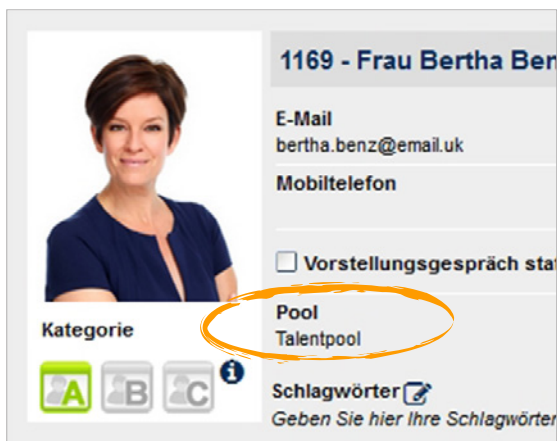 1169 - Frau Bertha Ben
E-Mail
bertha.benz@email.uk
Mobiltelefon
Vorstellungsgespräch sta
Pool
Talentpool
Kategorie
A B C i
Schlagwörter
Geben Sie hier Ihre Schlagwörter